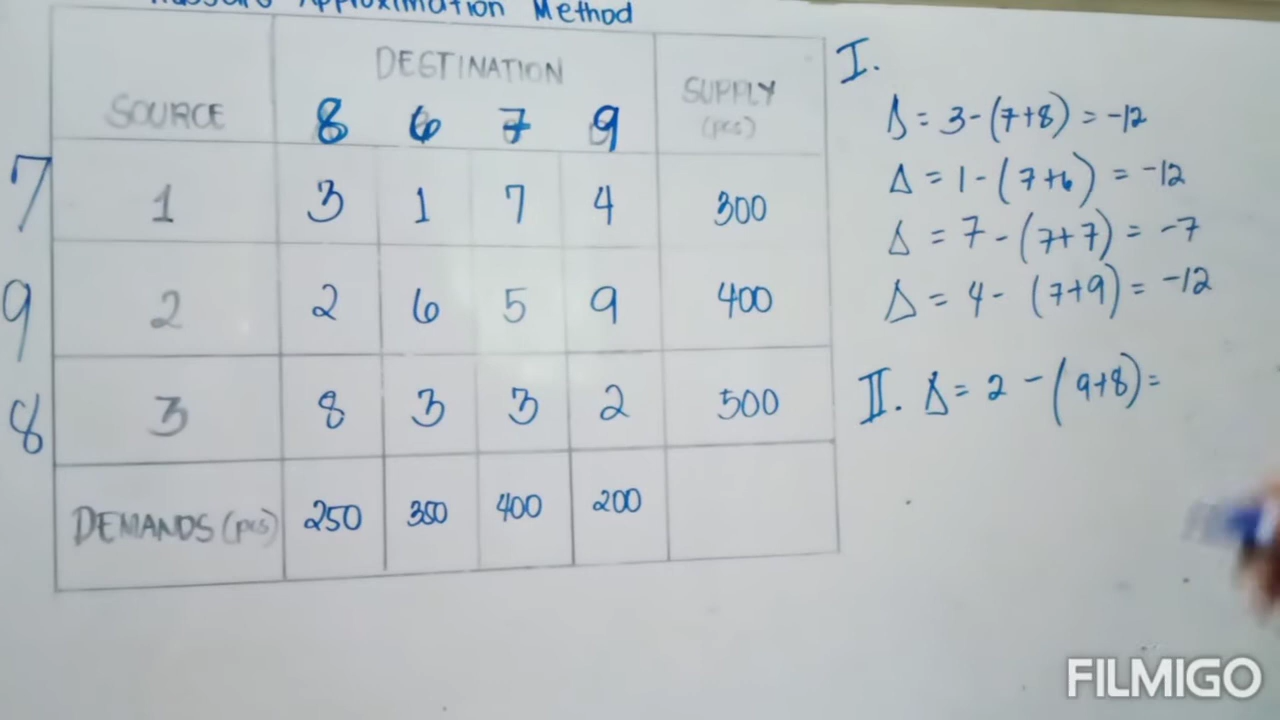 Approximation Method
DESTINATION
SOURCE 8 6 7 9 SUPPLY (pcs)
7 1 3 1 7 4 300
9 2 2 6 5 9 400
8 3 8 3 3 2 500
DEMANDS (pcs) 250 350 400 200
I.
Δ = 3 - (7+8) = -12
Δ = 1 - (7+6) = -12
Δ = 7 - (7+7) = -7
Δ = 4 - (7+9) = -12
II. Δ = 2 - (9+8) =
FILMIGO